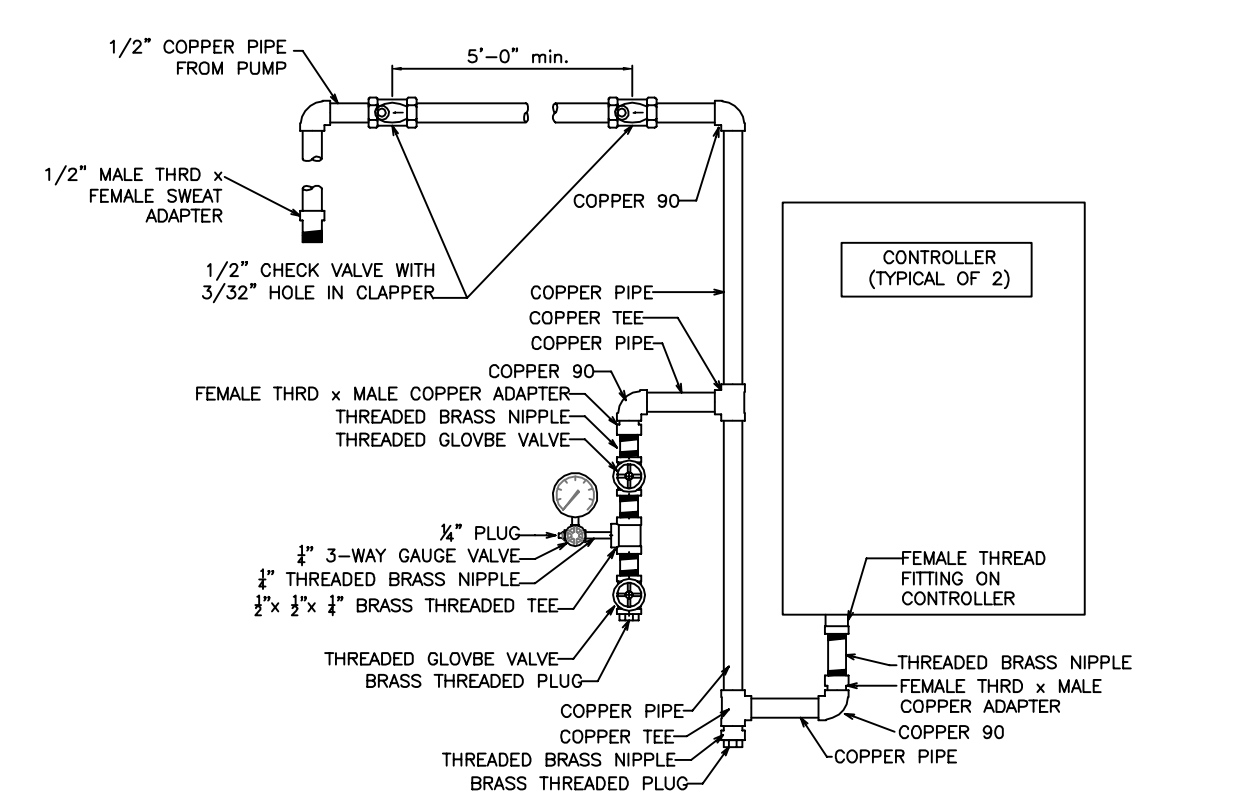 1/2" COPPER PIPE
FROM PUMP
5'-0" min.
1/2" MALE THRD x
FEMALE SWEAT
ADAPTER
COPPER 90
1/2" CHECK VALVE WITH
3/32" HOLE IN CLAPPER
CONTROLLER
(TYPICAL OF 2)
COPPER PIPE
COPPER TEE
COPPER PIPE
COPPER 90
FEMALE THRD x MALE COPPER ADAPTER
THREADED BRASS NIPPLE
THREADED GLOVBE VALVE
1/4" PLUG
1/4" 3-WAY GAUGE VALVE
1/4" THREADED BRASS NIPPLE
1/2"x 1/2"x 1/4" BRASS THREADED TEE
THREADED GLOVBE VALVE
BRASS THREADED PLUG
COPPER PIPE
COPPER TEE
THREADED BRASS NIPPLE
BRASS THREADED PLUG
FEMALE THREAD
FITTING ON
CONTROLLER
THREADED BRASS NIPPLE
FEMALE THRD x MALE
COPPER ADAPTER
COPPER 90
COPPER PIPE